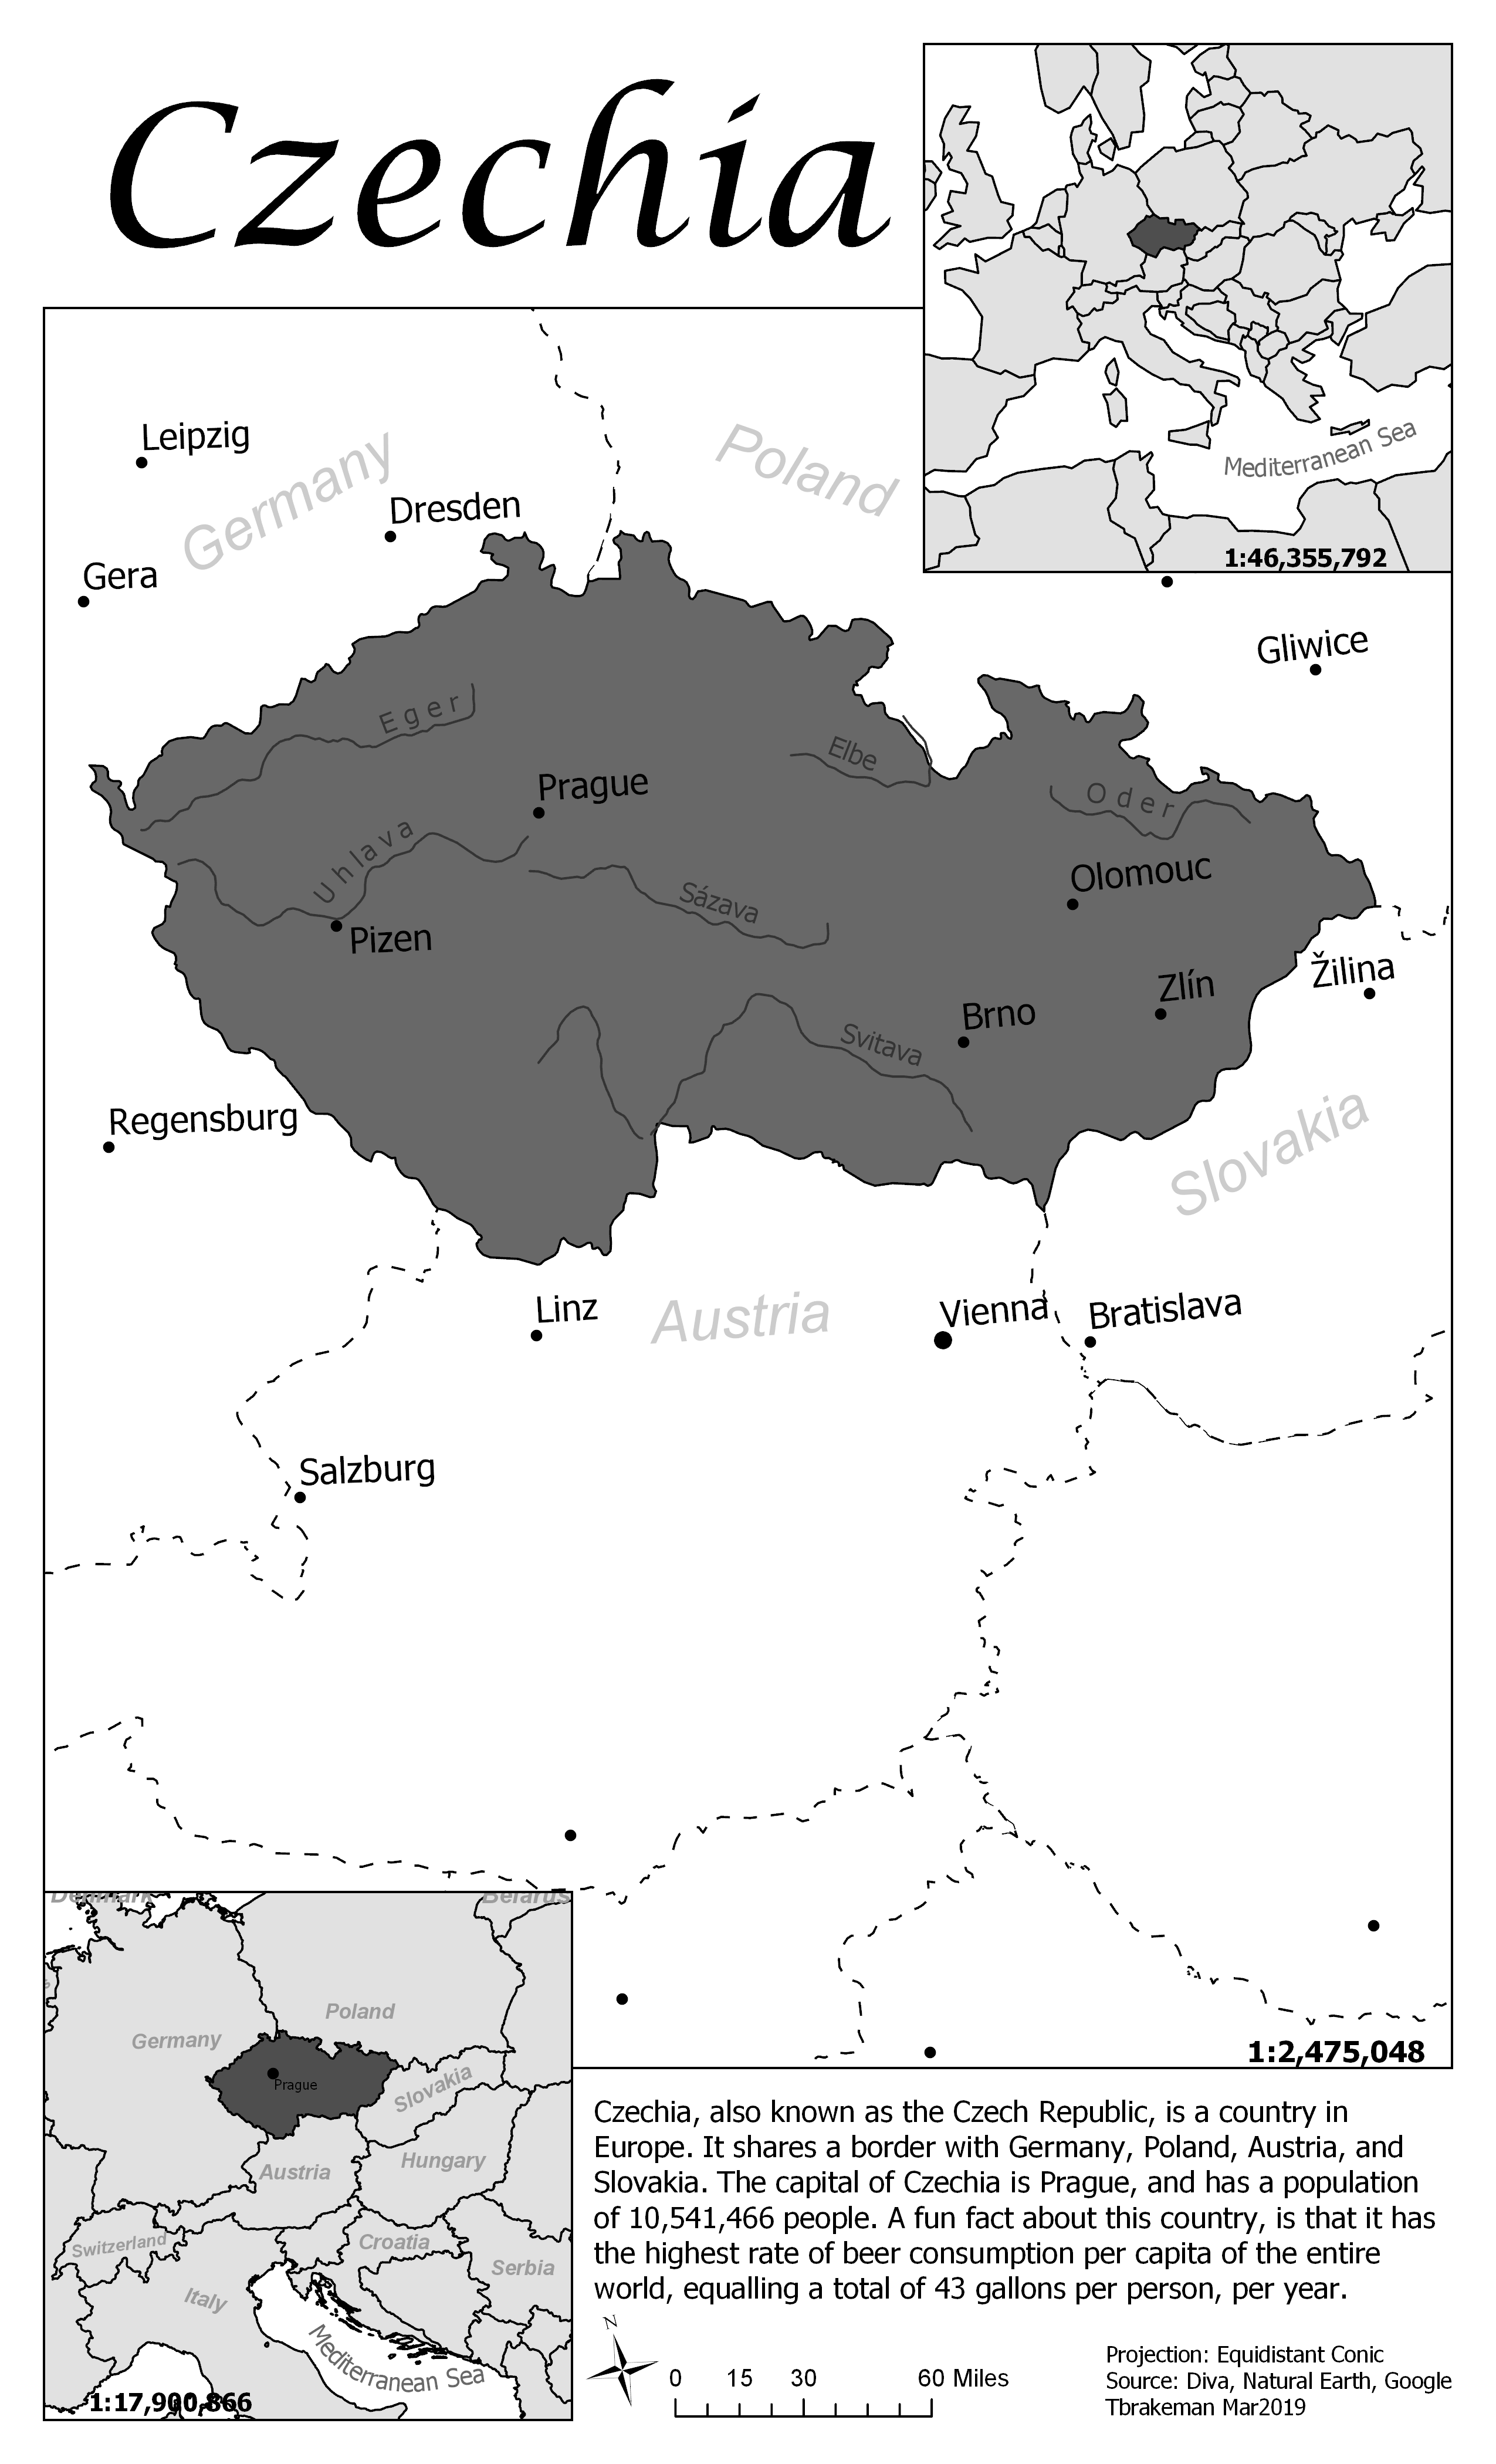 Czechia
Mediterranean Sea
1:46,355,792
Leipzig
Germany
Poland
Dresden
Gera
Gliwice
Eger
Elbe
Prague
Oder
Uhlava
Olomouc
Sázava
Pizen
Žilina
Zlín
Brno
Svitava
Regensburg
Slovakia
Linz
Austria
Vienna
Bratislava
Salzburg
1:2,475,048
Denmark
Belarus
Poland
Germany
Prague
Slovakia
Austria
Hungary
Switzerland
Croatia
Serbia
Italy
Mediterranean Sea
1:17,900,866
Czechia, also known as the Czech Republic, is a country in
Europe. It shares a border with Germany, Poland, Austria, and
Slovakia. The capital of Czechia is Prague, and has a population
of 10,541,466 people. A fun fact about this country, is that it has
the highest rate of beer consumption per capita of the entire
world, equalling a total of 43 gallons per person, per year.
N
0 15 30 60 Miles
Projection: Equidistant Conic
Source: Diva, Natural Earth, Google
Tbrakeman Mar2019